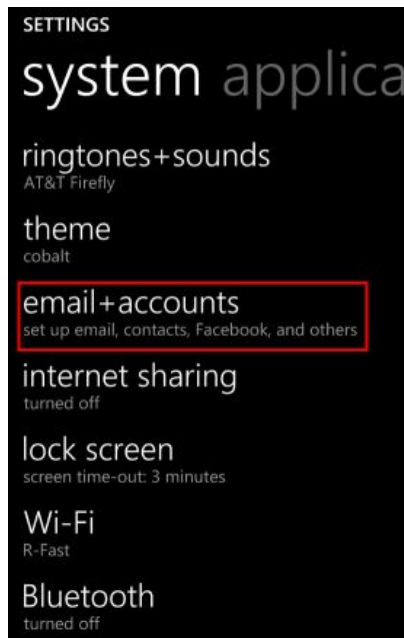 SETTINGS
system applica
ringtones+sounds
AT&T Firefly
theme
cobalt
email+accounts
set up email, contacts, Facebook, and others
internet sharing
turned off
lock screen
screen time-out: 3 minutes
Wi-Fi
R-Fast
Bluetooth
turned off